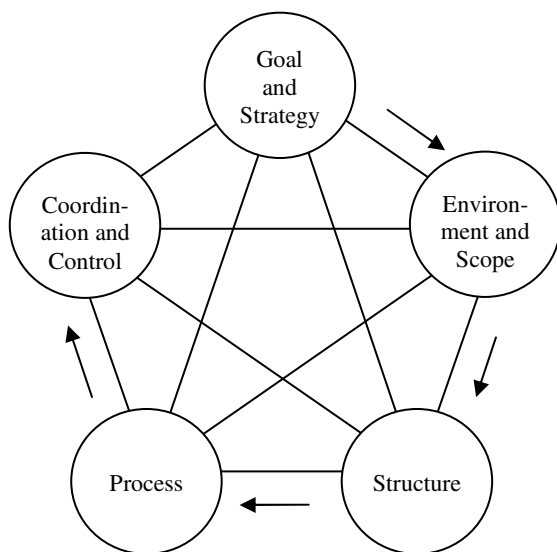 Goal
and
Strategy
Coordin-
ation and
Control
Environ-
ment and
Scope
Process
Structure